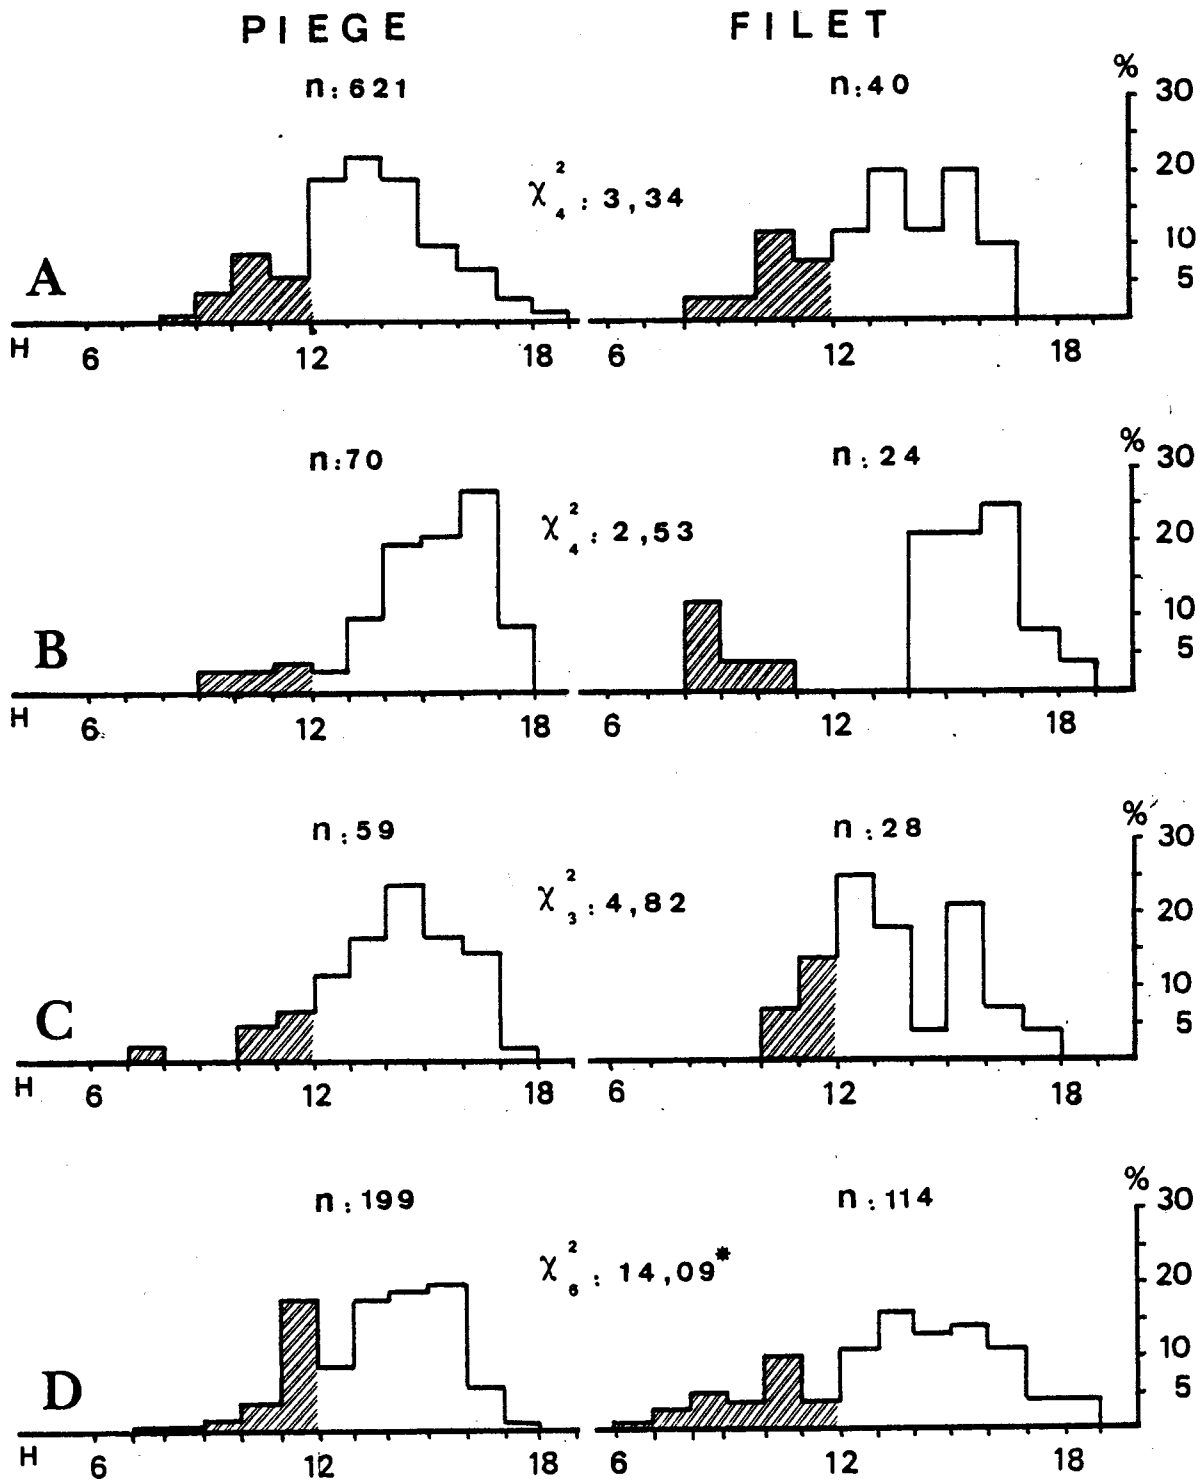 PIEGE FILET
n: 621 n: 40
% 30
20
10
5
χ²₄ : 3,34
A
H 6 12 18 6 12 18
n: 70 n: 24
% 30
20
10
5
χ²₄ : 2,53
B
H 6 12 18 6 12 18
n: 59 n: 28
% 30
20
10
5
χ²₃ : 4,82
C
H 6 12 18 6 12 18
n: 199 n: 114
% 30
20
10
5
χ²₆ : 14,09*
D
H 6 12 18 6 12 18